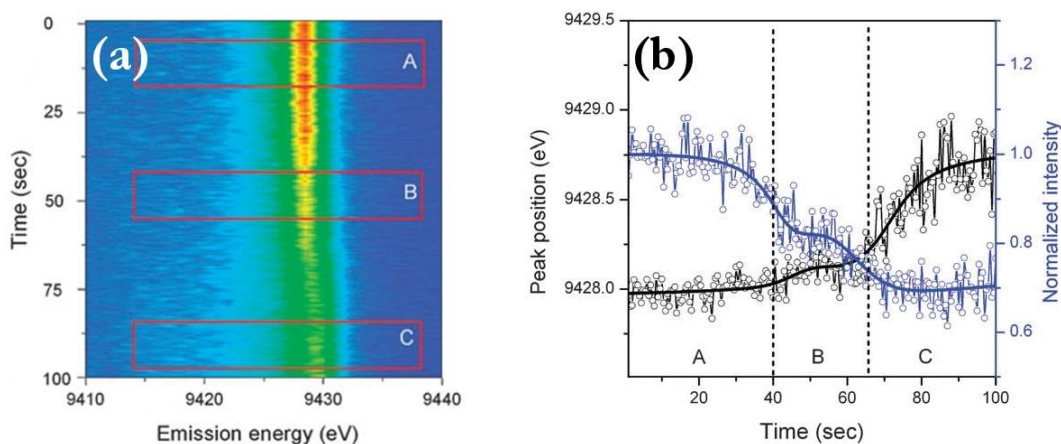 (a)
A
B
C
0
25
50
75
100
Time (sec)
9410
9420
9430
9440
Emission energy (eV)
(b)
9429.5
9429.0
9428.5
9428.0
Peak position (eV)
1.2
1.0
0.8
0.6
Normalized intensity
A
B
C
0
20
40
60
80
100
Time (sec)